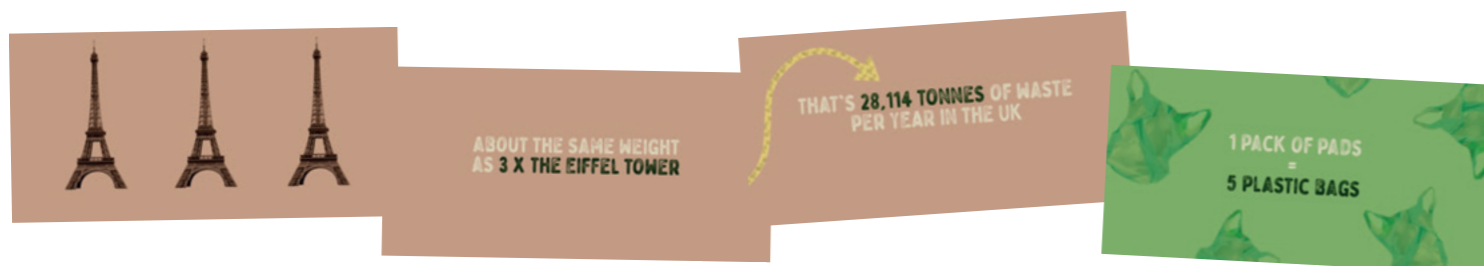 ABOUT THE SAME WEIGHT
AS 3 X THE EIFFEL TOWER
THAT'S 28,114 TONNES OF WASTE
PER YEAR IN THE UK
1 PACK OF PADS
=
5 PLASTIC BAGS